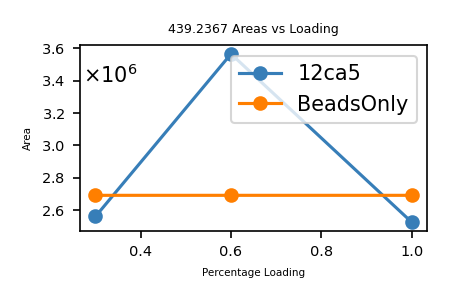 439.2367 Areas vs Loading
×10⁶
12ca5
BeadsOnly
3.6
3.4
3.2
3.0
2.8
2.6
Area
0.4 0.6 0.8 1.0
Percentage Loading